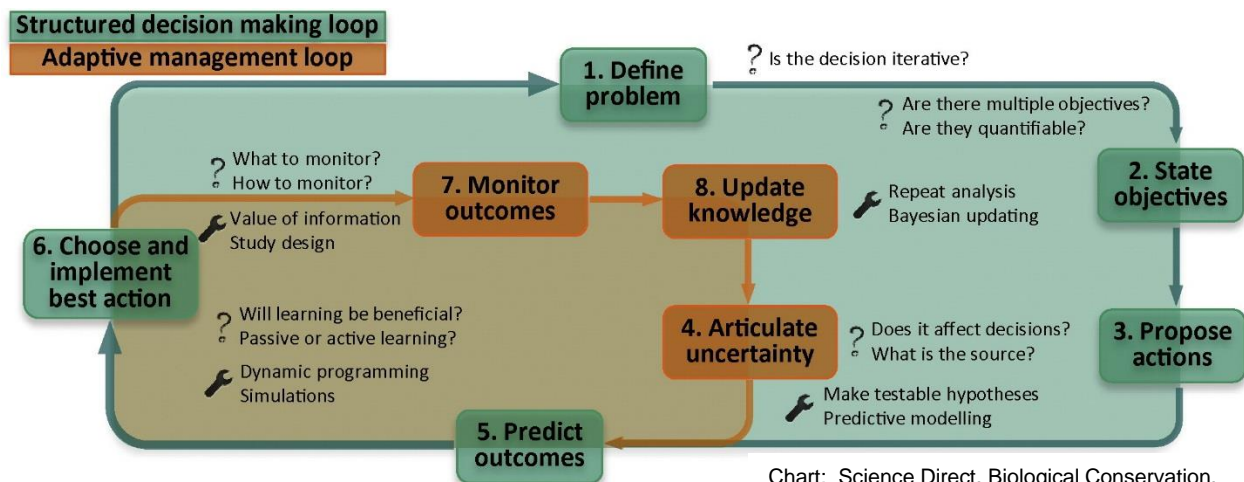 Structured decision making loop
Adaptive management loop
1. Define
problem
? Is the decision iterative?
? Are there multiple objectives?
Are they quantifiable?
2. State
objectives
? What to monitor?
How to monitor?
Value of information
Study design
7. Monitor
outcomes
8. Update
knowledge
Repeat analysis
Bayesian updating
6. Choose and
implement
best action
? Will learning be beneficial?
Passive or active learning?
Dynamic programming
Simulations
4. Articulate
uncertainty
? Does it affect decisions?
What is the source?
Make testable hypotheses
Predictive modelling
3. Propose
actions
5. Predict
outcomes
Chart: Science Direct, Biological Conservation,